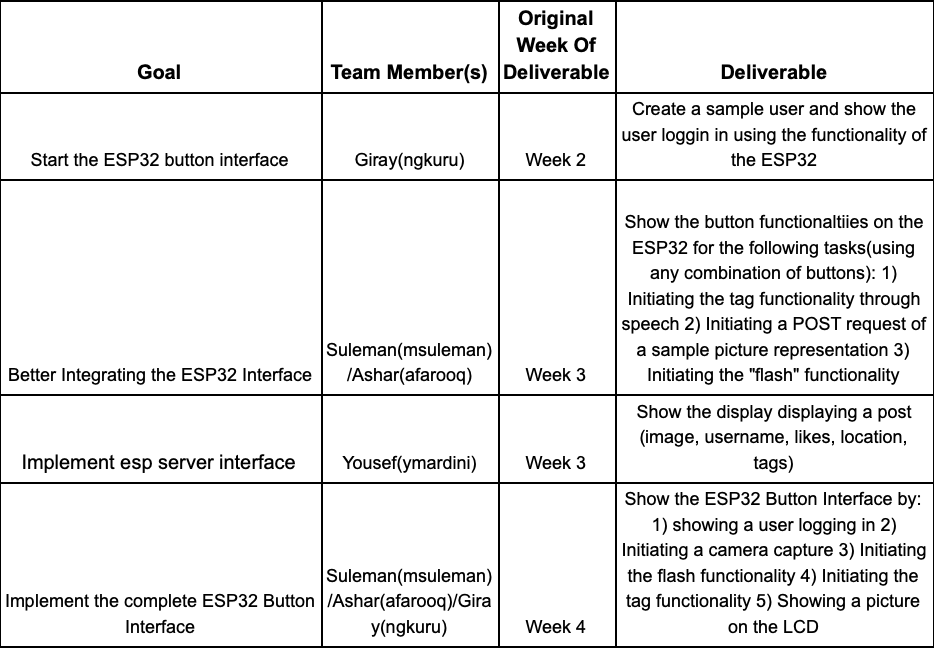 Goal
Team Member(s)
Original
Week Of
Deliverable
Deliverable
Start the ESP32 button interface
Giray(ngkuru)
Week 2
Create a sample user and show the
user loggin in using the functionality of
the ESP32
Better Integrating the ESP32 Interface
Suleman(msuleman)
/Ashar(afarooq)
Week 3
Show the button functionaltiies on the
ESP32 for the following tasks(using
any combination of buttons): 1)
Initiating the tag functionality through
speech 2) Initiating a POST request of
a sample picture representation 3)
Initiating the "flash" functionality
Implement esp server interface
Yousef(ymardini)
Week 3
Show the display displaying a post
(image, username, likes, location,
tags)
Implement the complete ESP32 Button
Interface
Suleman(msuleman)
/Ashar(afarooq)/Gira
y(ngkuru)
Week 4
Show the ESP32 Button Interface by:
1) showing a user logging in 2)
Initiating a camera capture 3) Initiating
the flash functionality 4) Initiating the
tag functionality 5) Showing a picture
on the LCD